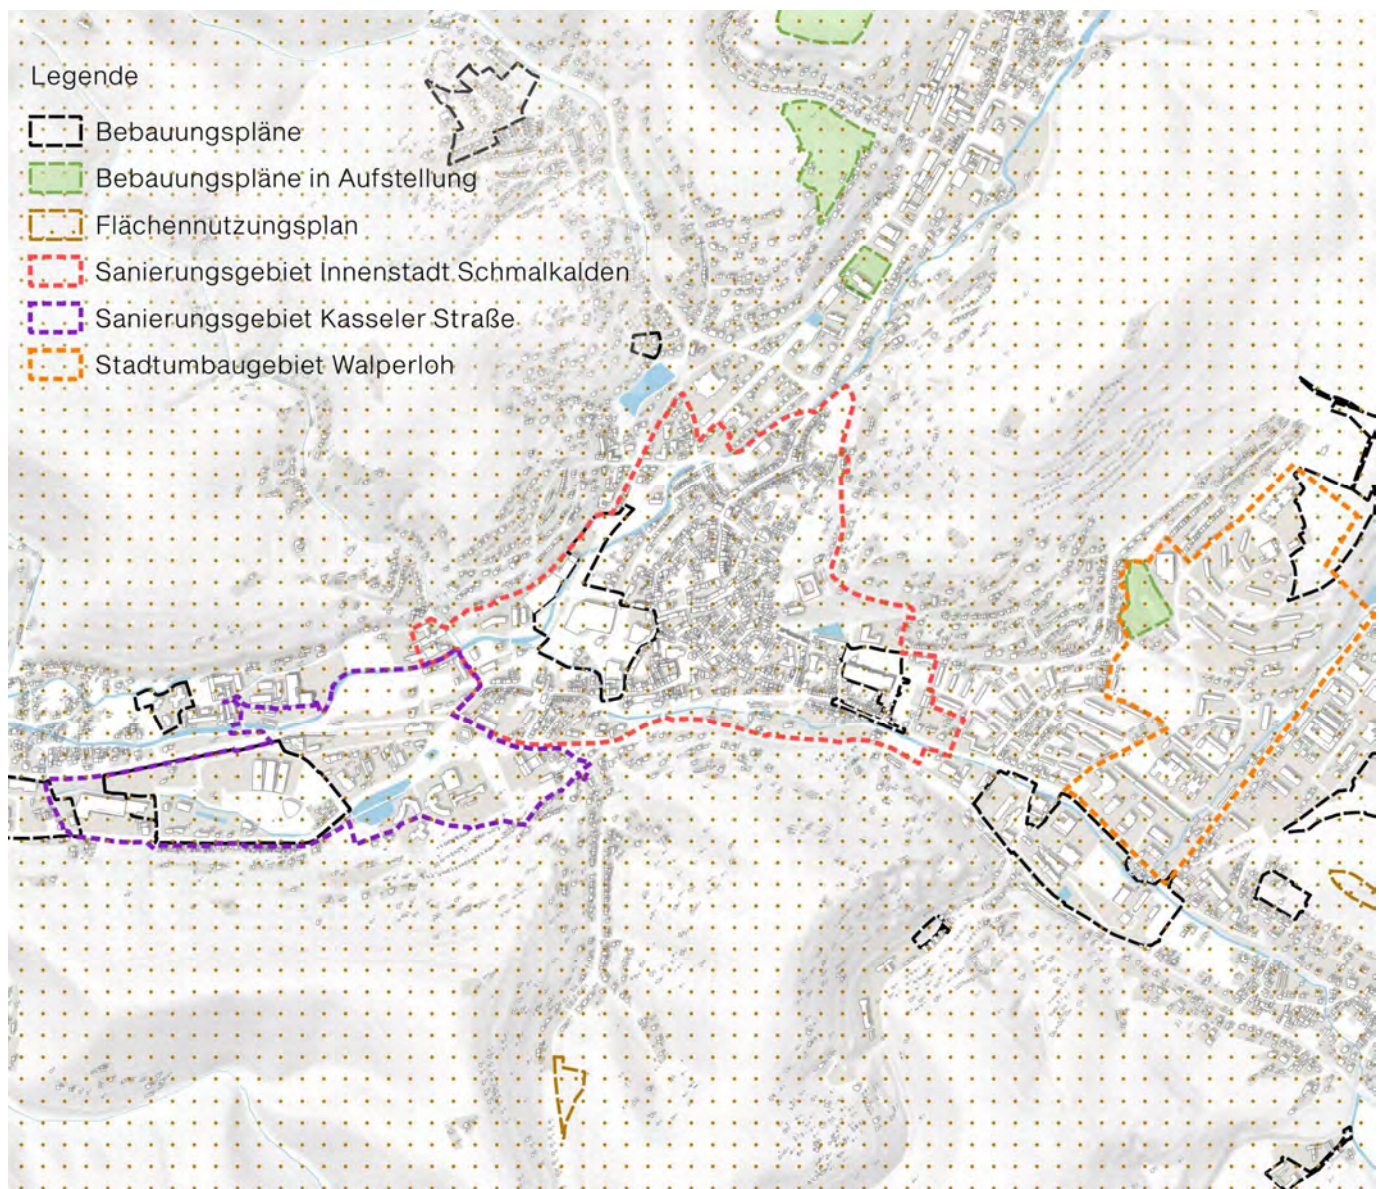 Legende
Bebauungspläne
Bebauungspläne in Aufstellung
Flächennutzungsplan
Sanierungsgebiet Innenstadt Schmalkalden
Sanierungsgebiet Kasseler Straße
Stadtumbaugebiet Walperloh